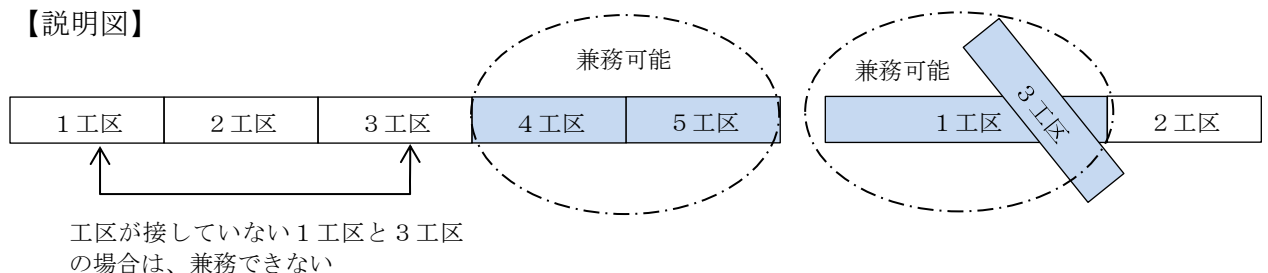 【説明図】
兼務可能
兼務可能
１工区
２工区
３工区
４工区
５工区
１工区
３工区
２工区
工区が接していない１工区と３工区
の場合は、兼務できない